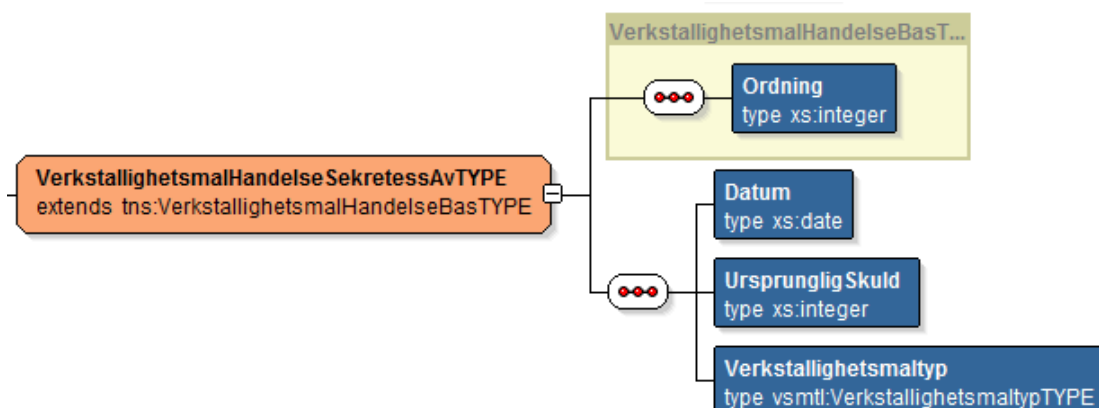 VerkstallighetsmalHandelseBasT...
Ordning
type xs:integer
VerkstallighetsmalHandelseSekretessAvTYPE
extends tns:VerkstallighetsmalHandelseBasTYPE
Datum
type xs:date
UrsprungligSkuld
type xs:integer
Verkstallighetsmaltyp
type vsmtl:VerkstallighetsmaltypTYPE